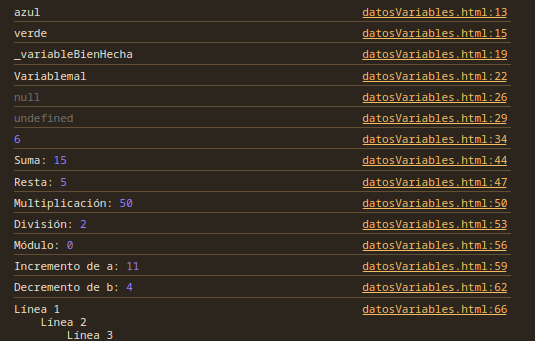 azul datosVariables.html:13
verde datosVariables.html:15
_variableBienHecha datosVariables.html:19
Variablemal datosVariables.html:22
null datosVariables.html:26
undefined datosVariables.html:29
6 datosVariables.html:34
Suma: 15 datosVariables.html:44
Resta: 5 datosVariables.html:47
Multiplicación: 50 datosVariables.html:50
División: 2 datosVariables.html:53
Módulo: 0 datosVariables.html:56
Incremento de a: 11 datosVariables.html:59
Decremento de b: 4 datosVariables.html:62
Línea 1 datosVariables.html:66
Línea 2
Línea 3